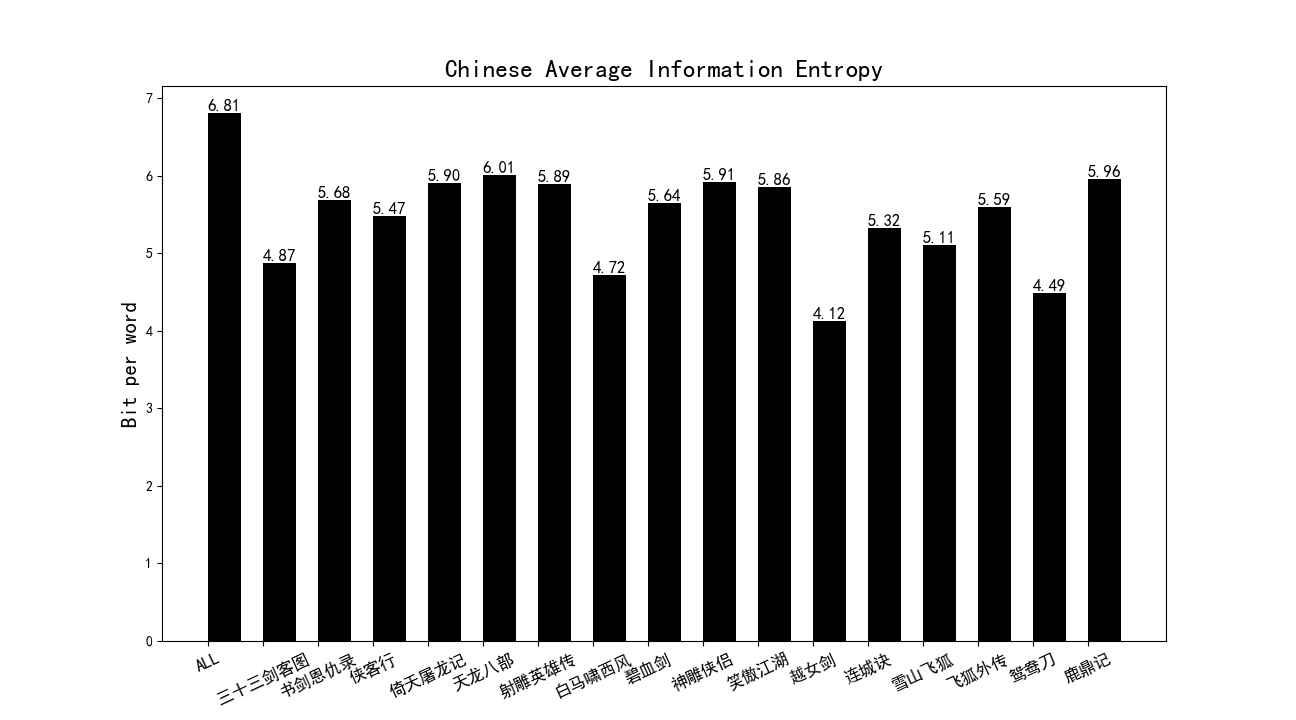 Chinese Average Information Entropy
Bit per word
7
6
5
4
3
2
1
0
6.81
4.87
5.68
5.47
5.90
6.01
5.89
4.72
5.64
5.91
5.86
4.12
5.32
5.11
5.59
4.49
5.96
ALL
三十三剑客图
书剑恩仇录
侠客行
倚天屠龙记
天龙八部
射雕英雄传
白马啸西风
碧血剑
神雕侠侣
笑傲江湖
越女剑
连城诀
雪山飞狐
飞狐外传
鸳鸯刀
鹿鼎记